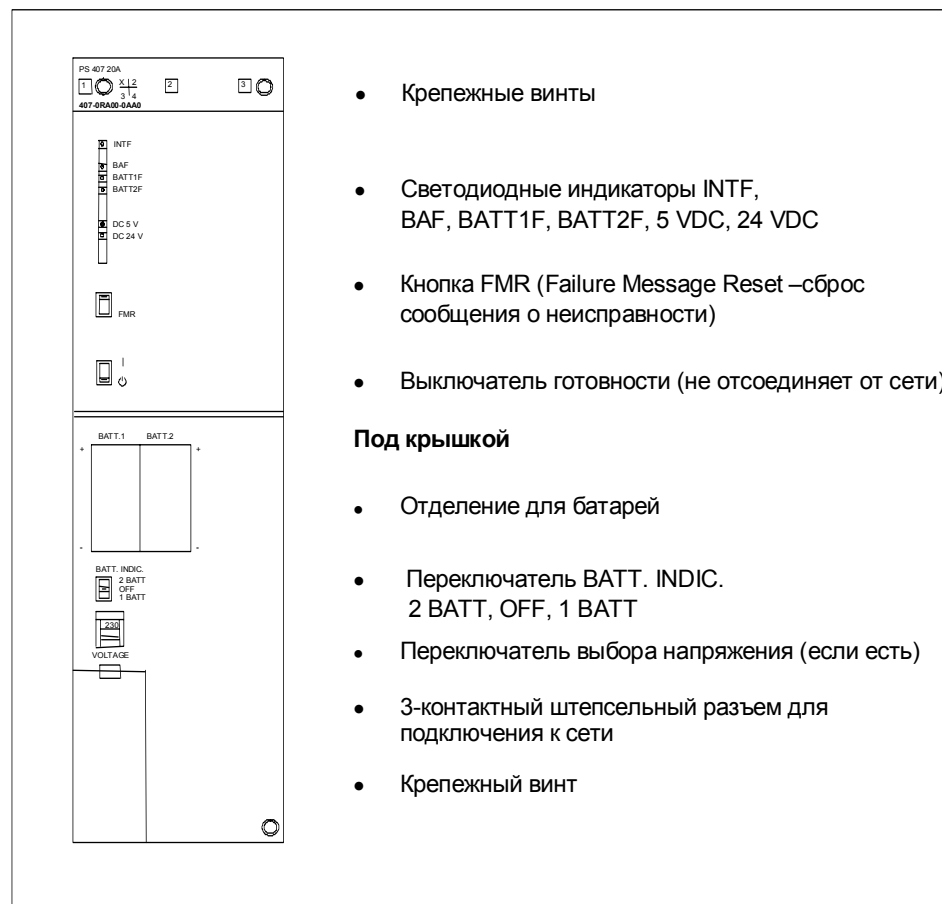 PS 407 20A
1 X 2 2 3
3 4
407-0RA00-0AA0
INTF
BAF
BATT1F
BATT2F
DC 5 V
DC 24 V
FMR
I
BATT.1 BATT.2
+ +
- -
BATT. INDIC.
2 BATT
OFF
1 BATT
230
VOLTAGE
• Крепежные винты
• Светодиодные индикаторы INTF,
BAF, BATT1F, BATT2F, 5 VDC, 24 VDC
• Кнопка FMR (Failure Message Reset –сброс
сообщения о неисправности)
• Выключатель готовности (не отсоединяет от сети)
Под крышкой
• Отделение для батарей
• Переключатель BATT. INDIC.
2 BATT, OFF, 1 BATT
• Переключатель выбора напряжения (если есть)
• 3-контактный штепсельный разъем для
подключения к сети
• Крепежный винт